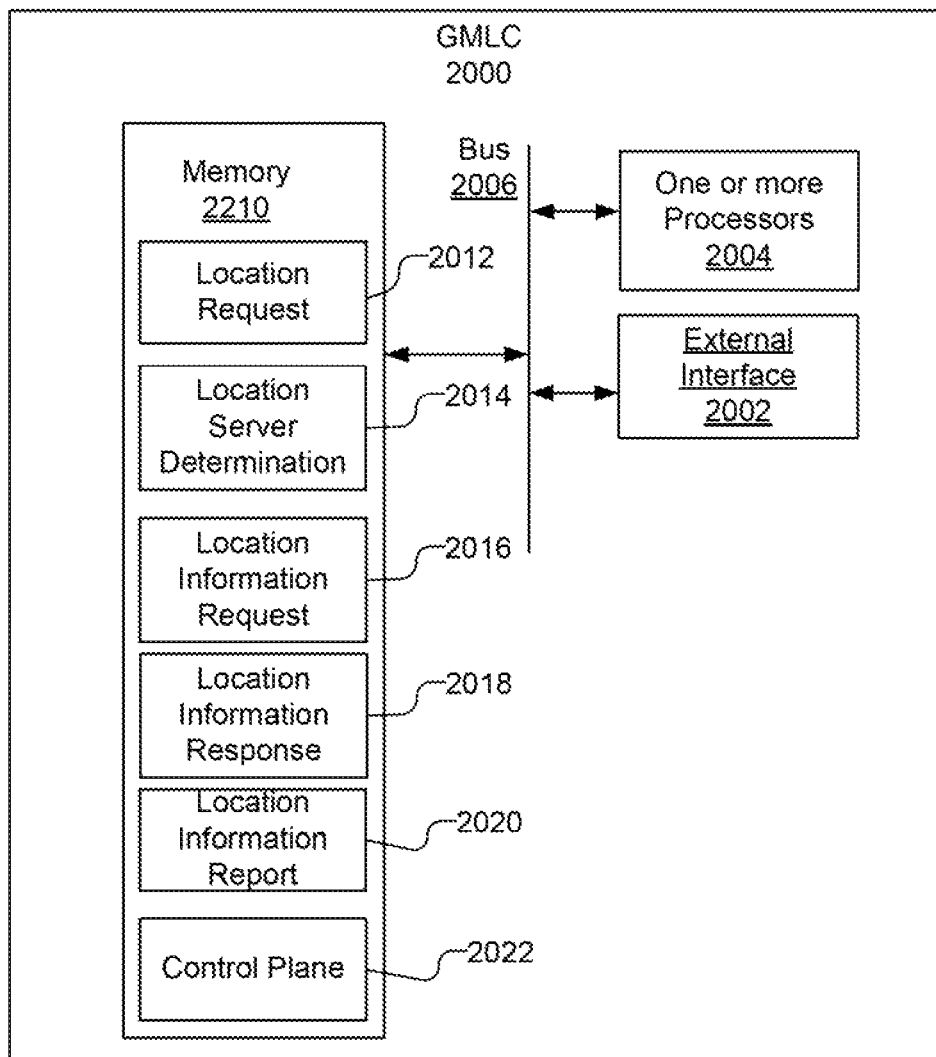 GMLC
2000
Memory
2210
Location
Request
2012
Location
Server
Determination
2014
Location
Information
Request
2016
Location
Information
Response
2018
Location
Information
Report
2020
Control Plane
2022
Bus
2006
One or more
Processors
2004
External
Interface
2002